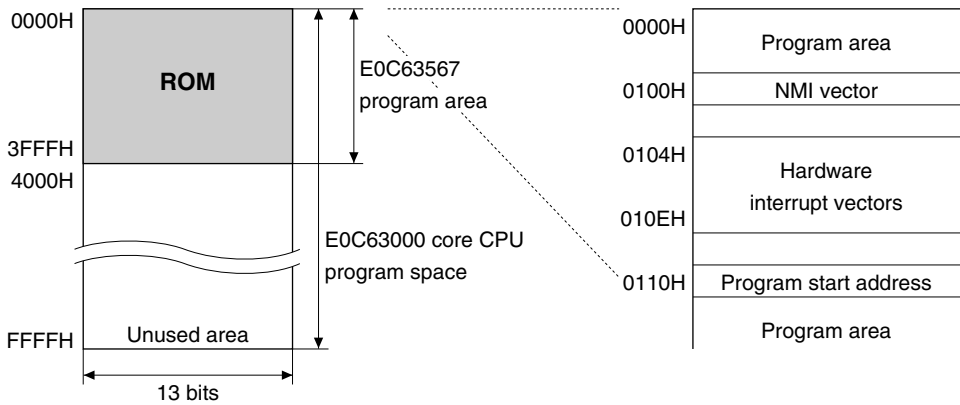 0000H
ROM
3FFFH
4000H
FFFFH
Unused area
13 bits
E0C63567
program area
E0C63000 core CPU
program space
0000H
Program area
0100H
NMI vector
0104H
Hardware
interrupt vectors
010EH
0110H
Program start address
Program area